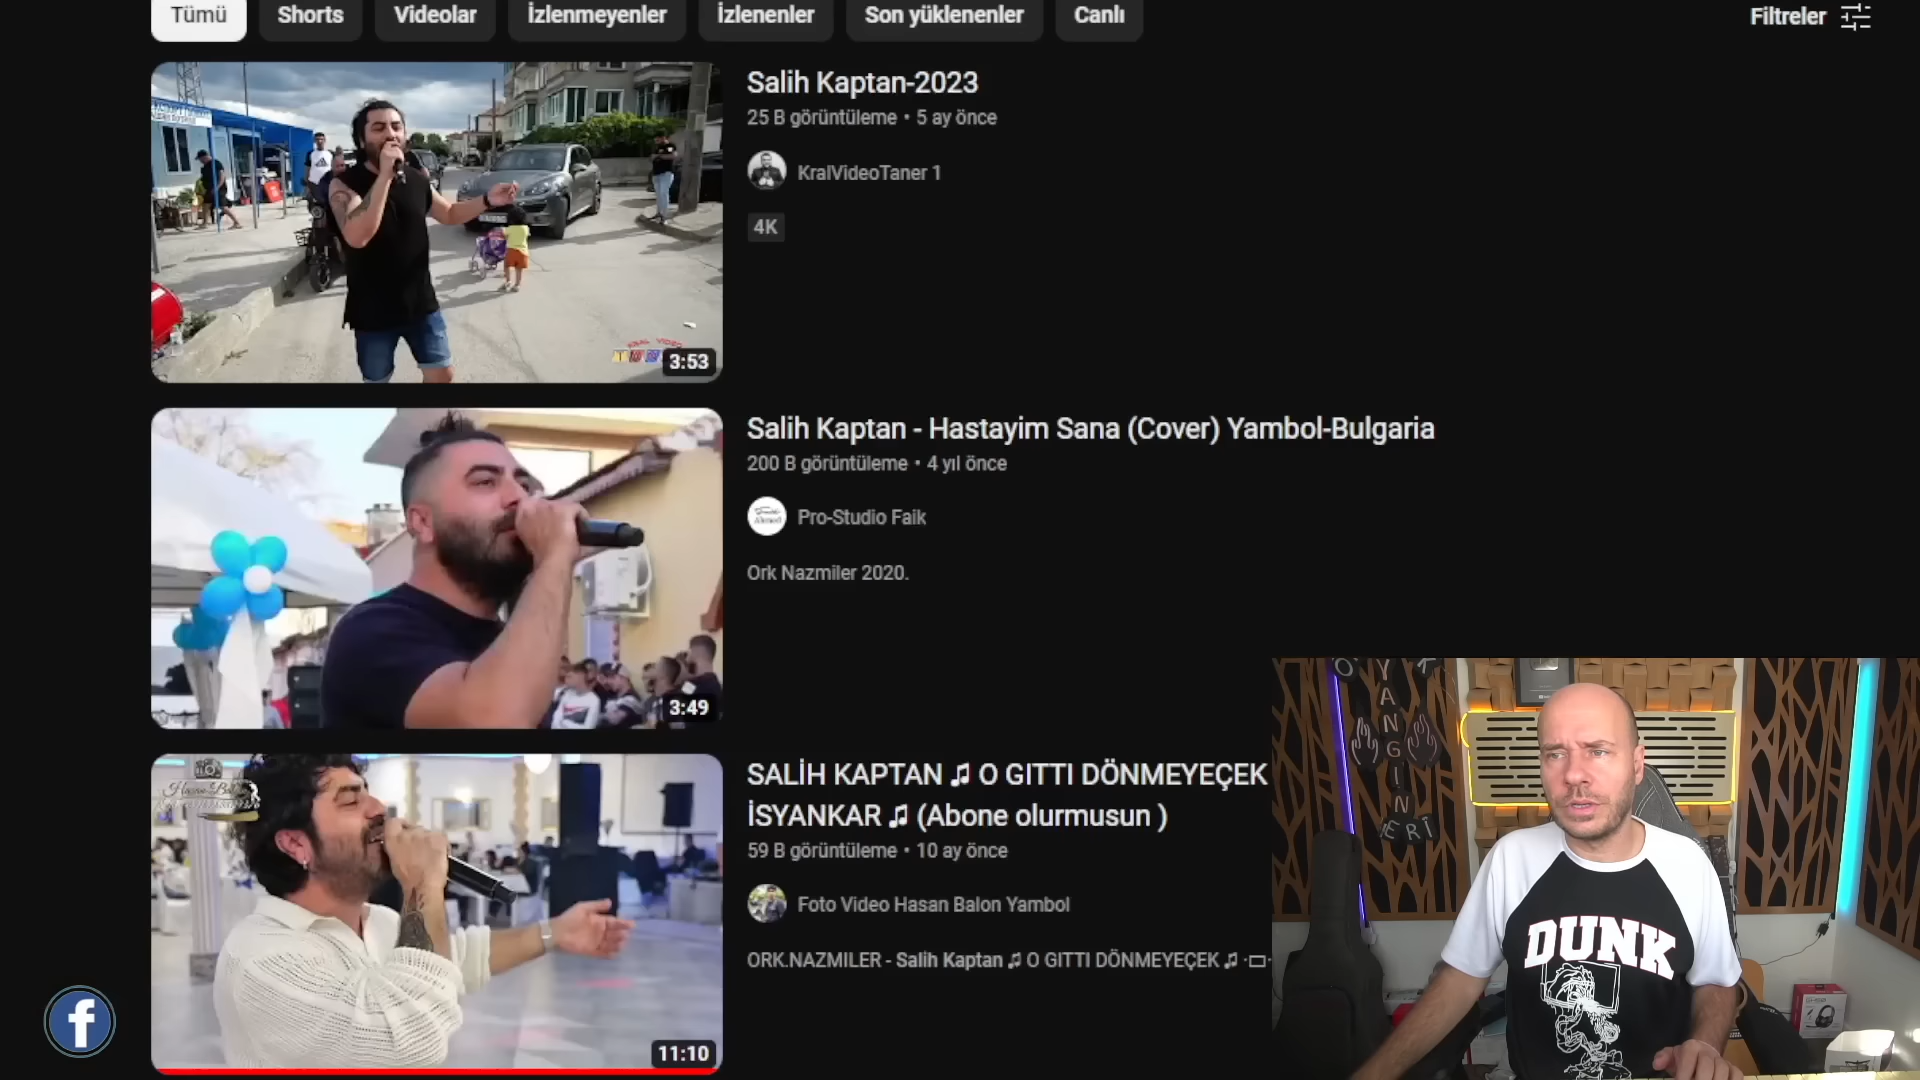 Tümü Shorts Videolar İzlenmeyenler İzlenenler Son yüklenenler Canlı Filtreler
Salih Kaptan-2023
25 B görüntüleme • 5 ay önce
KralVideoTaner 1
4K
3:53
Salih Kaptan - Hastayim Sana (Cover) Yambol-Bulgaria
200 B görüntüleme • 4 yıl önce
Pro-Studio Faik
Ork Nazmiler 2020.
3:49
SALİH KAPTAN ♫ O GITTI DÖNMEYEÇEK
İSYANKAR ♫ (Abone olurmusun )
59 B görüntüleme • 10 ay önce
Foto Video Hasan Balon Yambol
ORK.NAZMILER - Salih Kaptan ♫ O GITTI DÖNMEYEÇEK ♫
11:10
f
DUNK